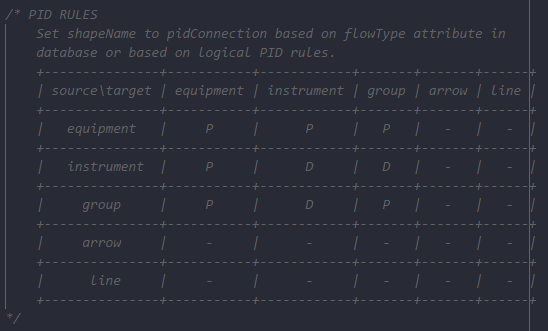 /* PID RULES
    Set shapeName to pidConnection based on flowType attribute in
    database or based on logical PID rules.
    +---------------+-----------+------------+-------+-------+------+
    | source\target | equipment | instrument | group | arrow | line |
    +---------------+-----------+------------+-------+-------+------+
    |   equipment   |     P     |      P     |   P   |   -   |   -  |
    +---------------+-----------+------------+-------+-------+------+
    |   instrument  |     P     |      D     |   D   |   -   |   -  |
    +---------------+-----------+------------+-------+-------+------+
    |     group     |     P     |      D     |   P   |   -   |   -  |
    +---------------+-----------+------------+-------+-------+------+
    |     arrow     |     -     |      -     |   -   |   -   |   -  |
    +---------------+-----------+------------+-------+-------+------+
    |      line     |     -     |      -     |   -   |   -   |   -  |
    +---------------+-----------+------------+-------+-------+------+
*/